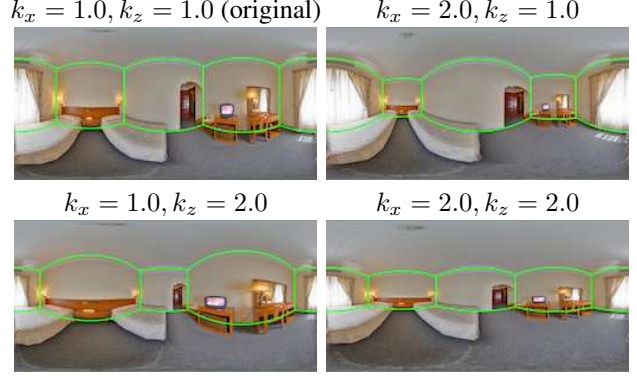 k_x = 1.0, k_z = 1.0 (original)
k_x = 2.0, k_z = 1.0
k_x = 1.0, k_z = 2.0
k_x = 2.0, k_z = 2.0